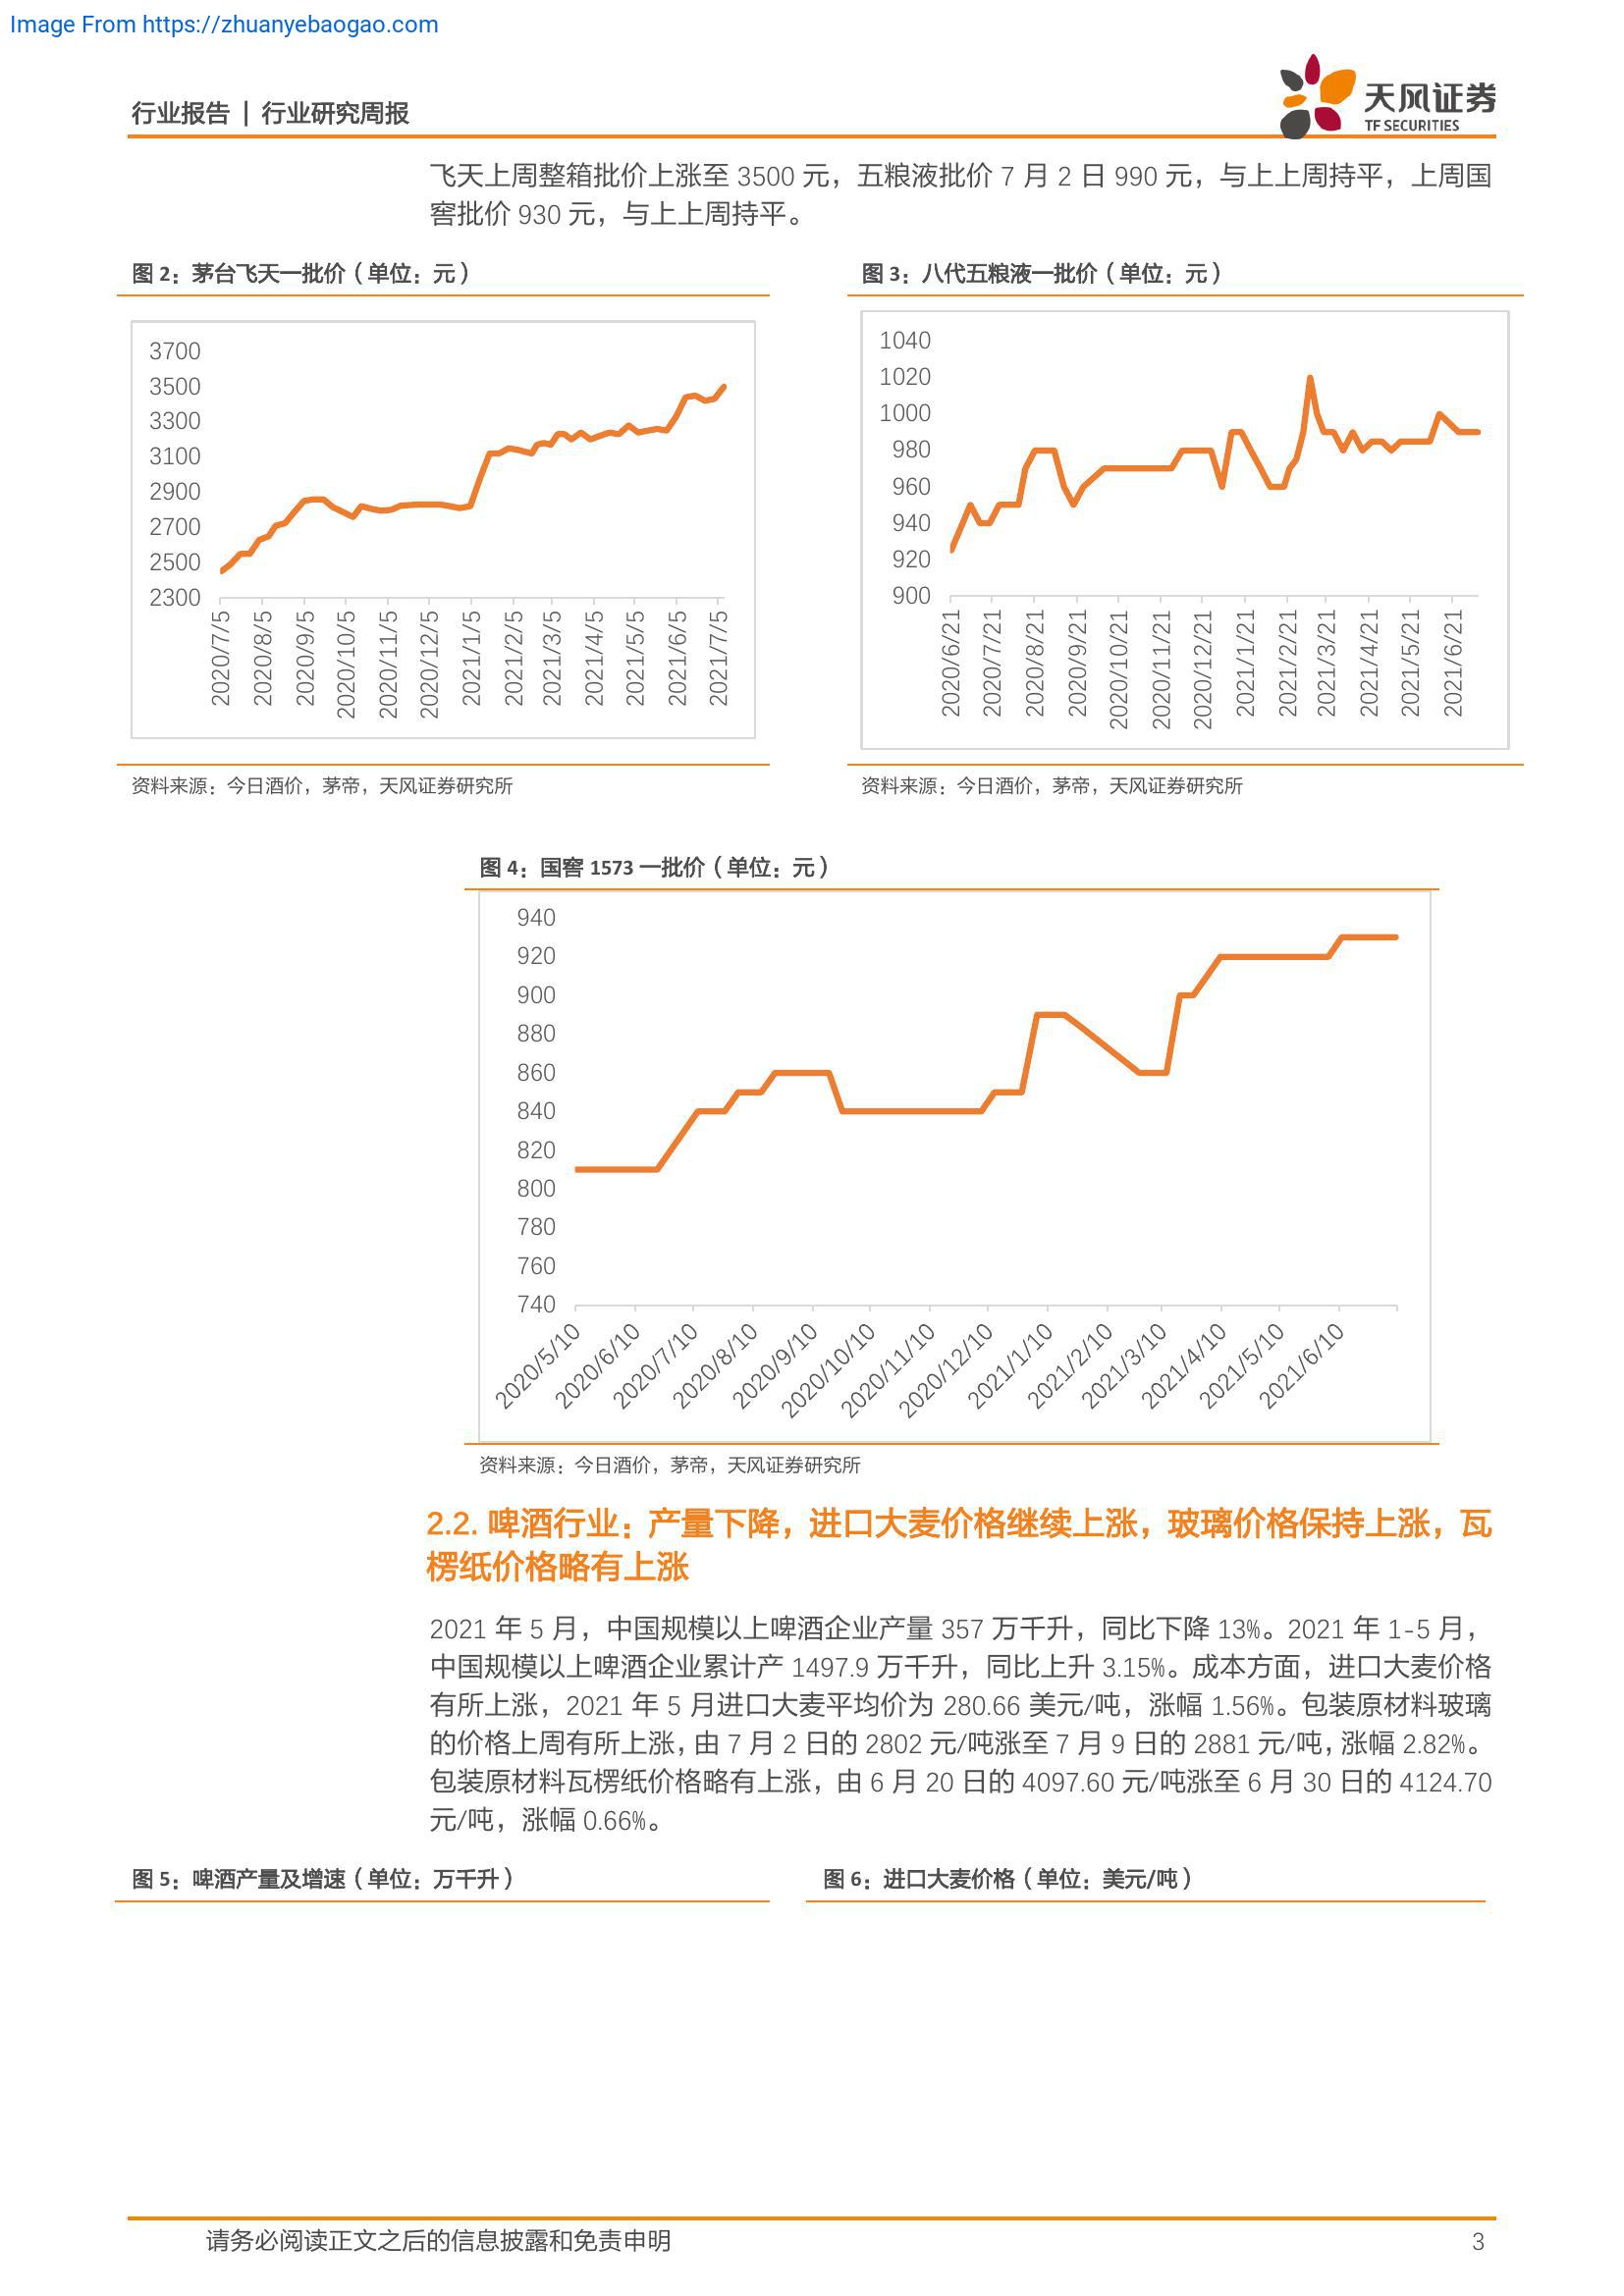 Image From https://zhuanyebaogao.com
行业报告 | 行业研究周报
天风证券
TF SECURITIES
飞天上周整箱批价上涨至 3500 元，五粮液批价 7 月 2 日 990 元，与上上周持平，上周国
窖批价 930 元，与上上周持平。
图 2：茅台飞天一批价（单位：元）
3700
3500
3300
3100
2900
2700
2500
2300
2020/7/5
2020/8/5
2020/9/5
2020/10/5
2020/11/5
2020/12/5
2021/1/5
2021/2/5
2021/3/5
2021/4/5
2021/5/5
2021/6/5
2021/7/5
资料来源：今日酒价，茅帝，天风证券研究所
图 3：八代五粮液一批价（单位：元）
1040
1020
1000
980
960
940
920
900
2020/6/21
2020/7/21
2020/8/21
2020/9/21
2020/10/21
2020/11/21
2020/12/21
2021/1/21
2021/2/21
2021/3/21
2021/4/21
2021/5/21
2021/6/21
资料来源：今日酒价，茅帝，天风证券研究所
图 4：国窖 1573 一批价（单位：元）
940
920
900
880
860
840
820
800
780
760
740
2020/5/10
2020/6/10
2020/7/10
2020/8/10
2020/9/10
2020/10/10
2020/11/10
2020/12/10
2021/1/10
2021/2/10
2021/3/10
2021/4/10
2021/5/10
2021/6/10
资料来源：今日酒价，茅帝，天风证券研究所
2.2. 啤酒行业：产量下降，进口大麦价格继续上涨，玻璃价格保持上涨，瓦
楞纸价格略有上涨
2021 年 5 月，中国规模以上啤酒企业产量 357 万千升，同比下降 13%。2021 年 1-5 月，
中国规模以上啤酒企业累计产 1497.9 万千升，同比上升 3.15%。成本方面，进口大麦价格
有所上涨，2021 年 5 月进口大麦平均价为 280.66 美元/吨，涨幅 1.56%。包装原材料玻璃
的价格上周有所上涨，由 7 月 2 日的 2802 元/吨涨至 7 月 9 日的 2881 元/吨，涨幅 2.82%。
包装原材料瓦楞纸价格略有上涨，由 6 月 20 日的 4097.60 元/吨涨至 6 月 30 日的 4124.70
元/吨，涨幅 0.66%。
图 5：啤酒产量及增速（单位：万千升）
图 6：进口大麦价格（单位：美元/吨）
请务必阅读正文之后的信息披露和免责申明
3